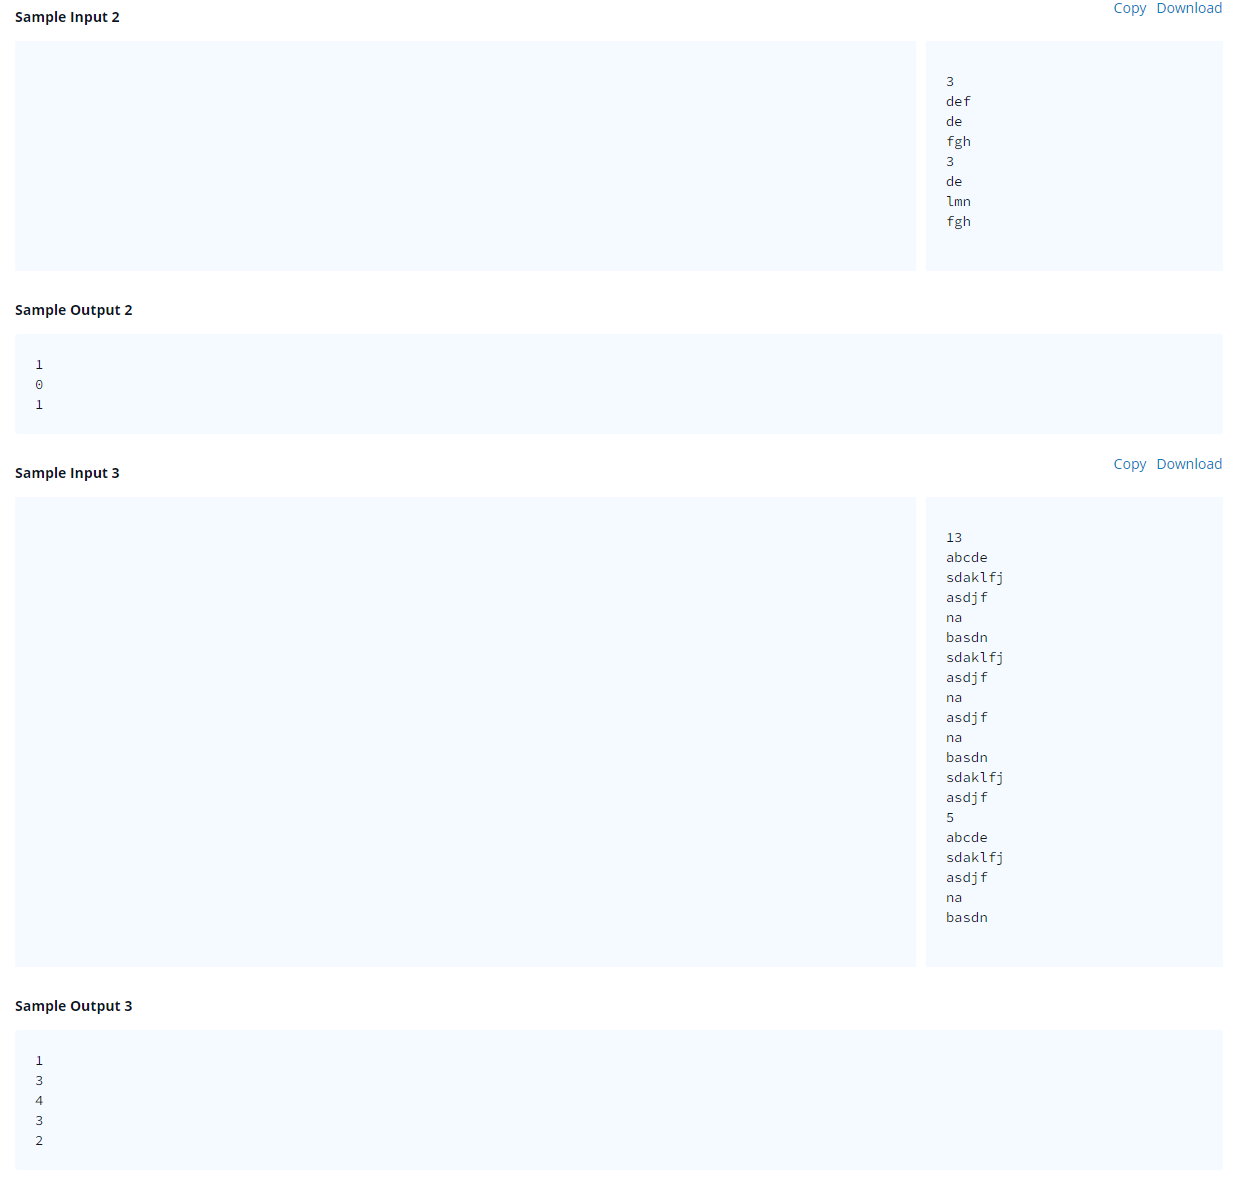 Sample Input 2
Copy Download
3
def
de
fgh
3
de
lmn
fgh
Sample Output 2
1
0
1
Sample Input 3
Copy Download
13
abcde
sdaklfj
asdjf
na
basdn
sdaklfj
asdjf
na
asdjf
na
basdn
sdaklfj
asdjf
5
abcde
sdaklfj
asdjf
na
basdn
Sample Output 3
1
3
4
3
2